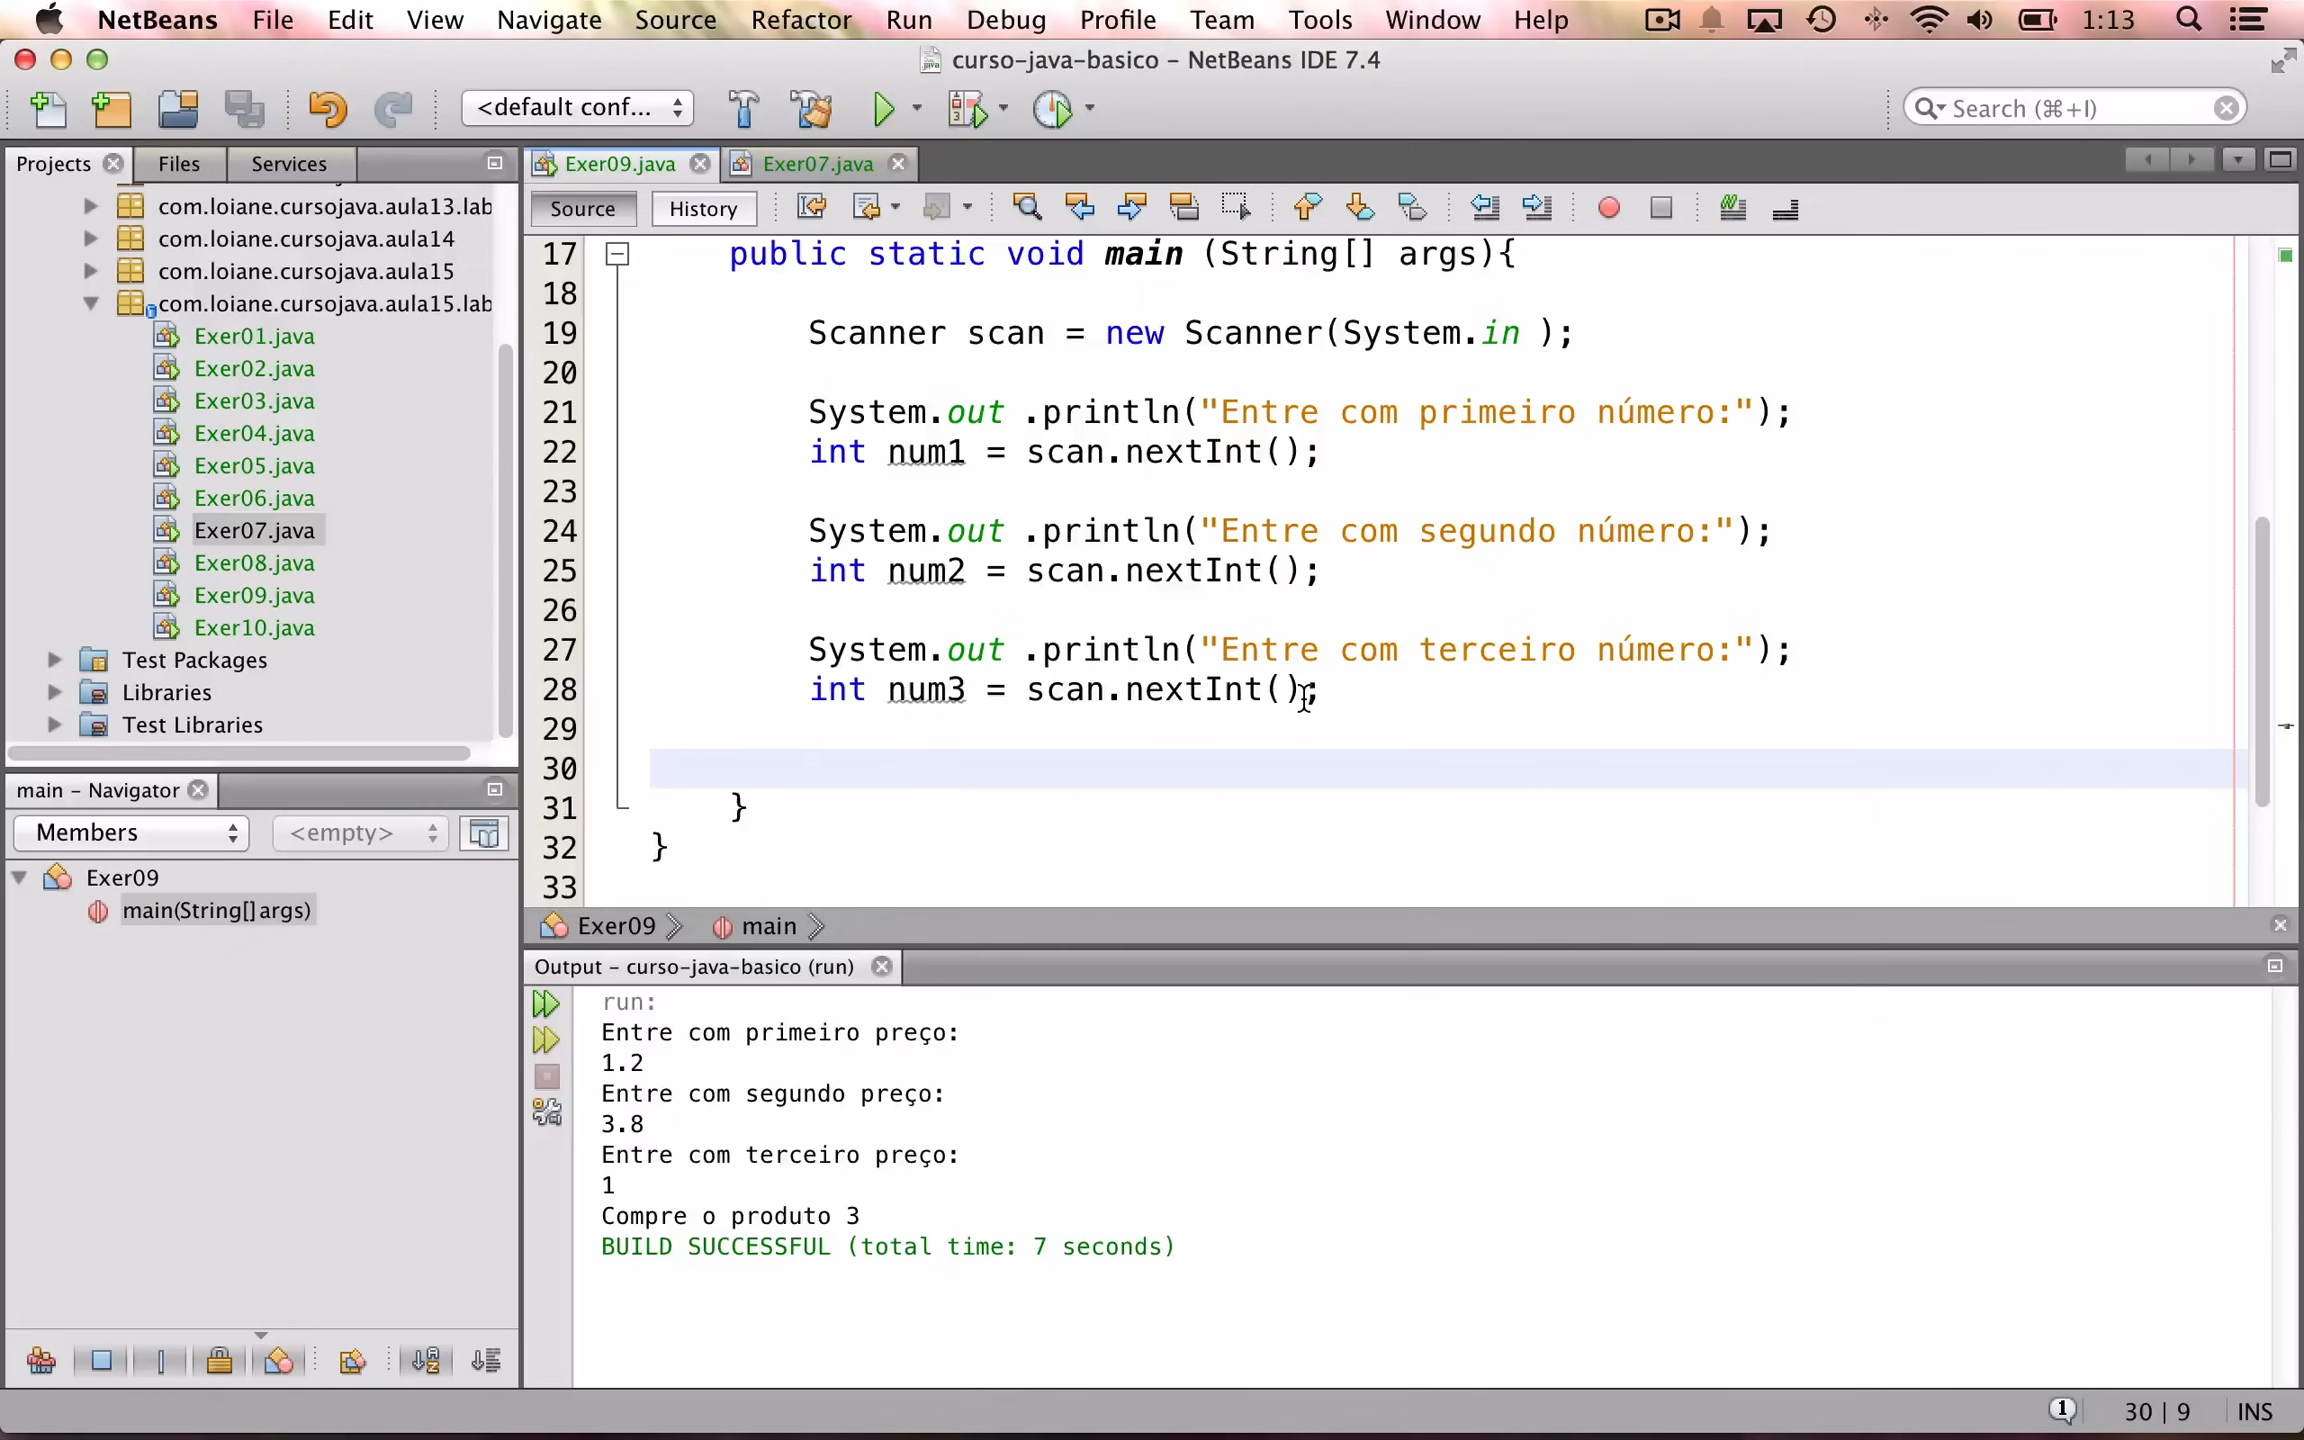 NetBeans File Edit View Navigate Source Refactor Run Debug Profile Team Tools Window Help 1:13
curso-java-basico – NetBeans IDE 7.4
<default conf... Search (⌘+I)
Projects Files Services
com.loiane.cursojava.aula13.lab
com.loiane.cursojava.aula14
com.loiane.cursojava.aula15
com.loiane.cursojava.aula15.lab
Exer01.java
Exer02.java
Exer03.java
Exer04.java
Exer05.java
Exer06.java
Exer07.java
Exer08.java
Exer09.java
Exer10.java
Test Packages
Libraries
Test Libraries
main – Navigator
Members <empty>
Exer09
main(String[] args)
Exer09.java Exer07.java
Source History
17 public static void main (String[] args){
18
19 Scanner scan = new Scanner(System.in );
20
21 System.out .println("Entre com primeiro número:");
22 int num1 = scan.nextInt();
23
24 System.out .println("Entre com segundo número:");
25 int num2 = scan.nextInt();
26
27 System.out .println("Entre com terceiro número:");
28 int num3 = scan.nextInt();
29
30
31 }
32 }
33
Exer09 main
Output – curso-java-basico (run)
run:
Entre com primeiro preço:
1.2
Entre com segundo preço:
3.8
Entre com terceiro preço:
1
Compre o produto 3
BUILD SUCCESSFUL (total time: 7 seconds)
1 30 | 9 INS